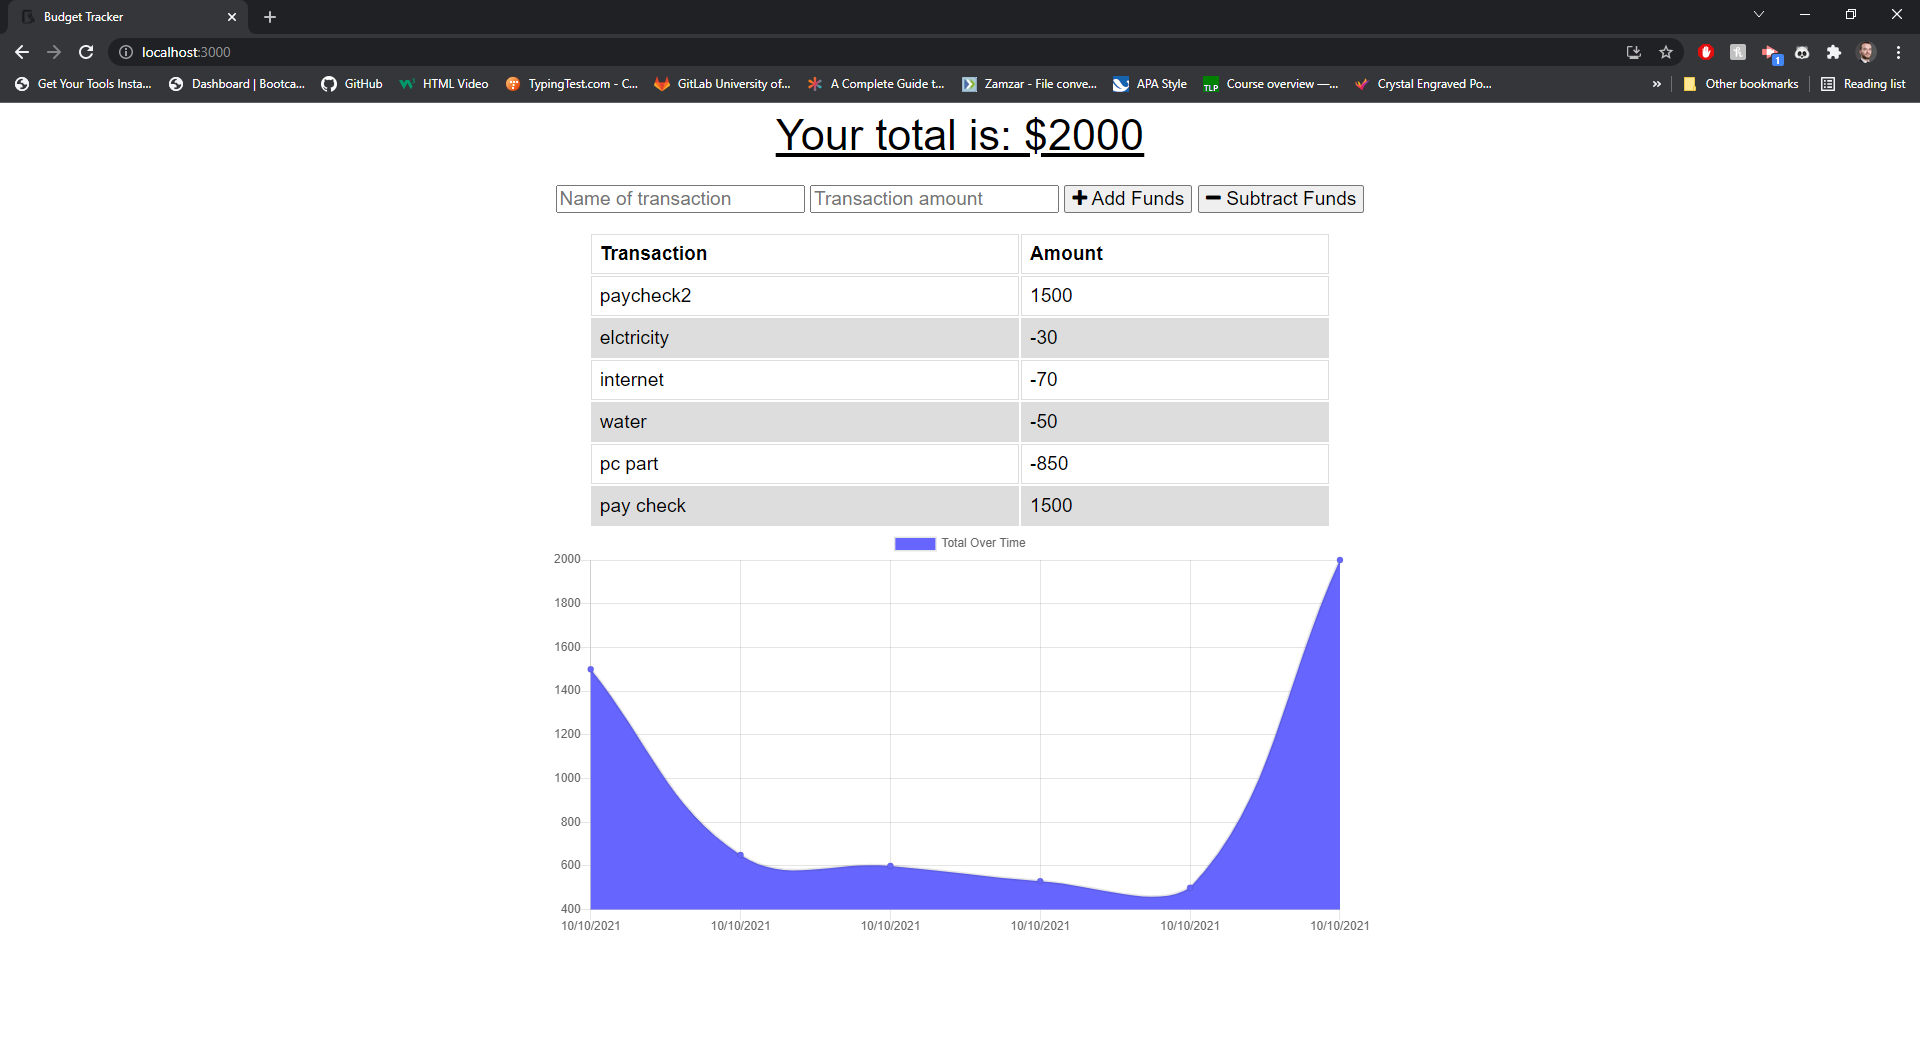 Budget Tracker
localhost:3000
1
Get Your Tools Insta... Dashboard | Bootca... GitHub HTML Video TypingTest.com - C... GitLab University of... A Complete Guide t... Zamzar - File conve... APA Style TLP Course overview —... Crystal Engraved Po... » Other bookmarks Reading list
Your total is: $2000
Name of transaction Transaction amount Add Funds Subtract Funds
Transaction Amount
paycheck2 1500
elctricity -30
internet -70
water -50
pc part -850
pay check 1500
Total Over Time
2000
1800
1600
1400
1200
1000
800
600
400
10/10/2021 10/10/2021 10/10/2021 10/10/2021 10/10/2021 10/10/2021